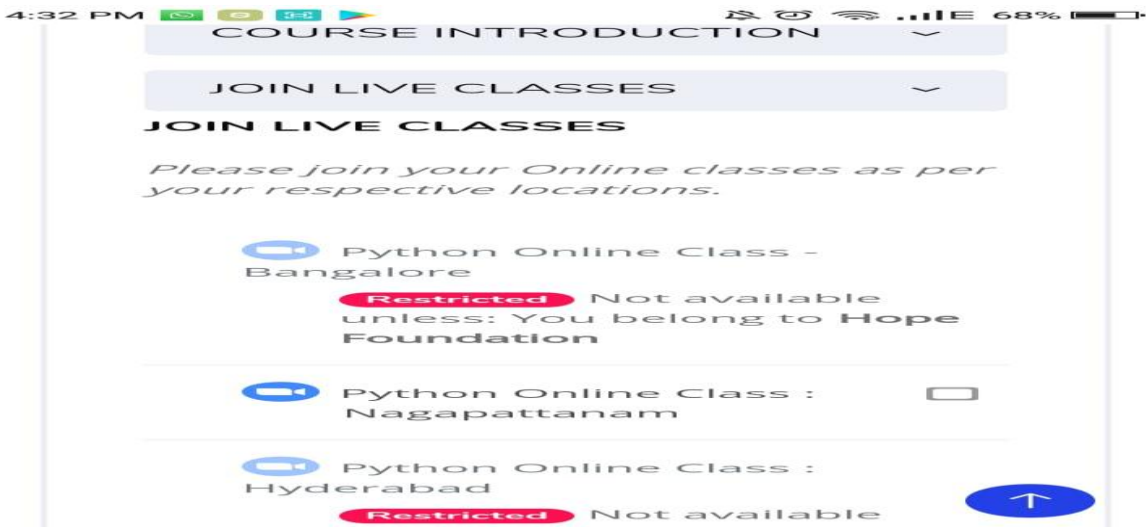 4:32 PM E 68%
COURSE INTRODUCTION
JOIN LIVE CLASSES
JOIN LIVE CLASSES
Please join your Online classes as per
your respective locations.
Python Online Class -
Bangalore
Restricted Not available
unless: You belong to Hope
Foundation
Python Online Class :
Nagapattanam
Python Online Class :
Hyderabad
Restricted Not available